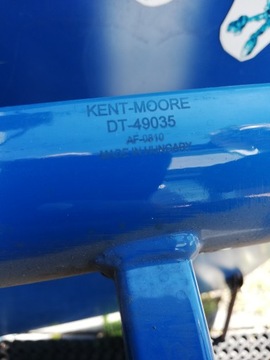 KENT-MOORE
DT-49035
AF-0810
MADE IN HUNGARY